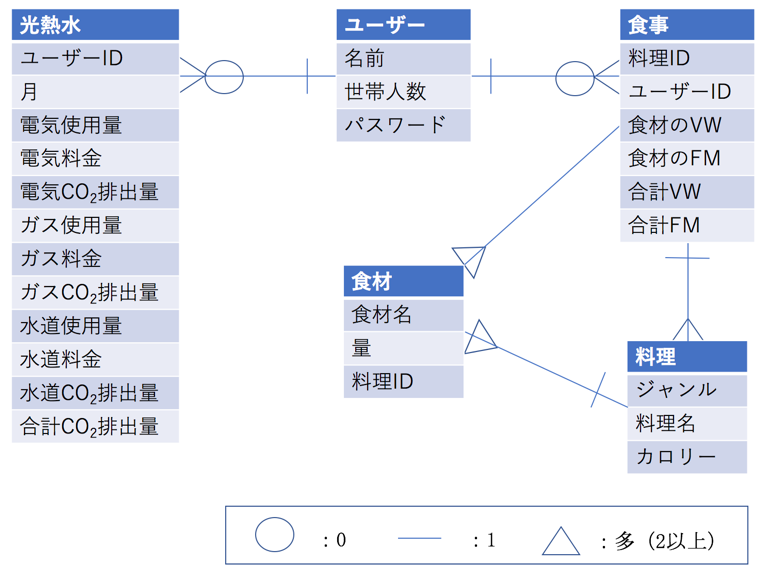 光熱水
ユーザーID
月
電気使用量
電気料金
電気CO₂排出量
ガス使用量
ガス料金
ガスCO₂排出量
水道使用量
水道料金
水道CO₂排出量
合計CO₂排出量
ユーザー
名前
世帯人数
パスワード
食事
料理ID
ユーザーID
食材のVW
食材のFM
合計VW
合計FM
食材
食材名
量
料理ID
料理
ジャンル
料理名
カロリー
:0
:1
:多 (2以上)